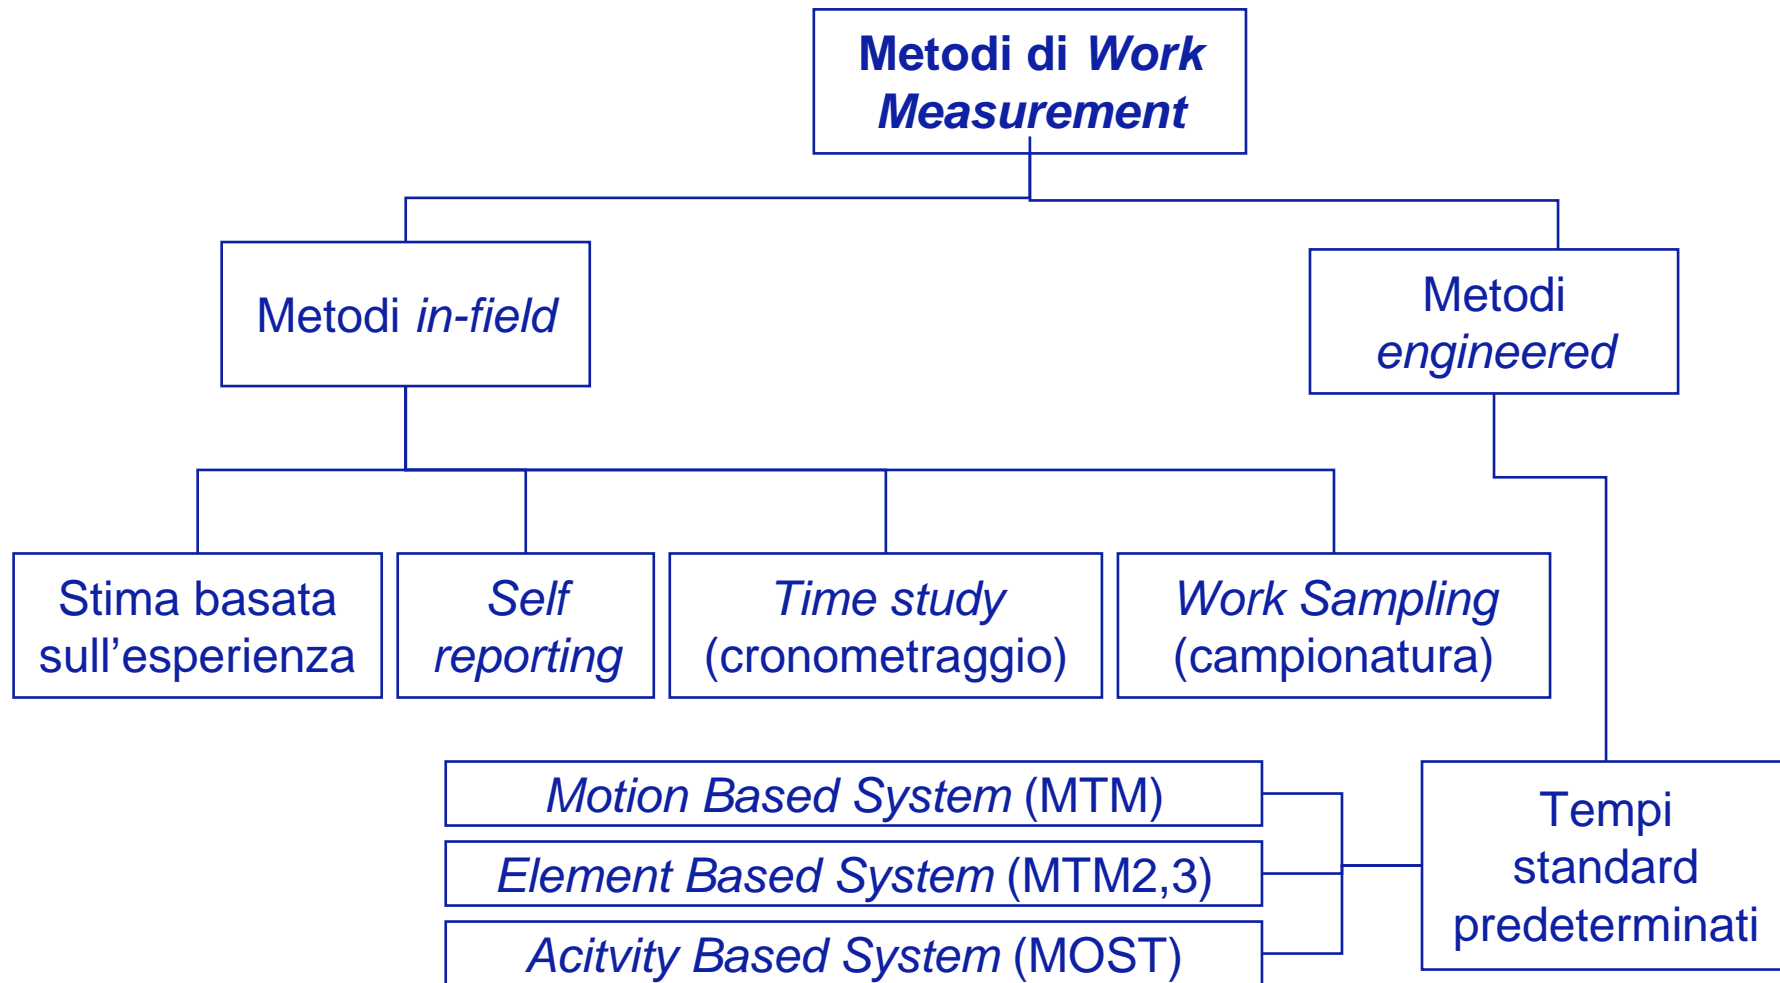 Metodi di Work
Measurement
Metodi in-field
Metodi
engineered
Stima basata
sull'esperienza
Self
reporting
Time study
(cronometraggio)
Work Sampling
(campionatura)
Motion Based System (MTM)
Element Based System (MTM2,3)
Acitvity Based System (MOST)
Tempi
standard
predeterminati